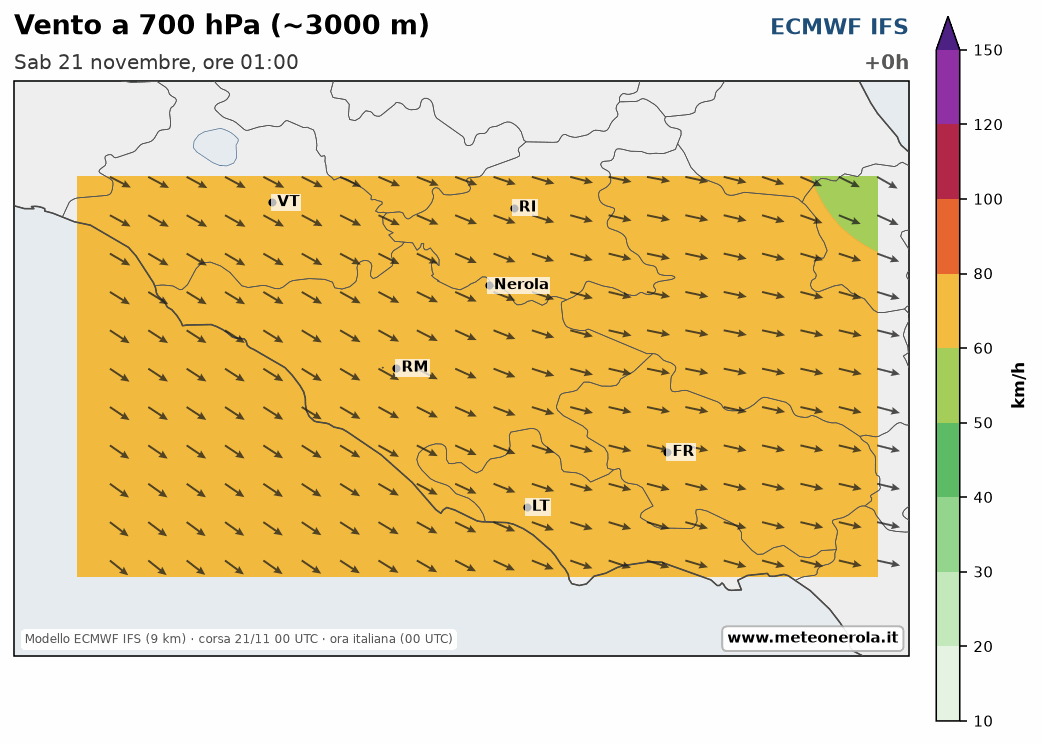 Vento a 700 hPa (~3000 m)
ECMWF IFS
Sab 21 novembre, ore 01:00
+0h
VT
RI
Nerola
RM
FR
LT
150
120
100
80
60
50
40
30
20
10
km/h
Modello ECMWF IFS (9 km) · corsa 21/11 00 UTC · ora italiana (00 UTC)
www.meteonerola.it